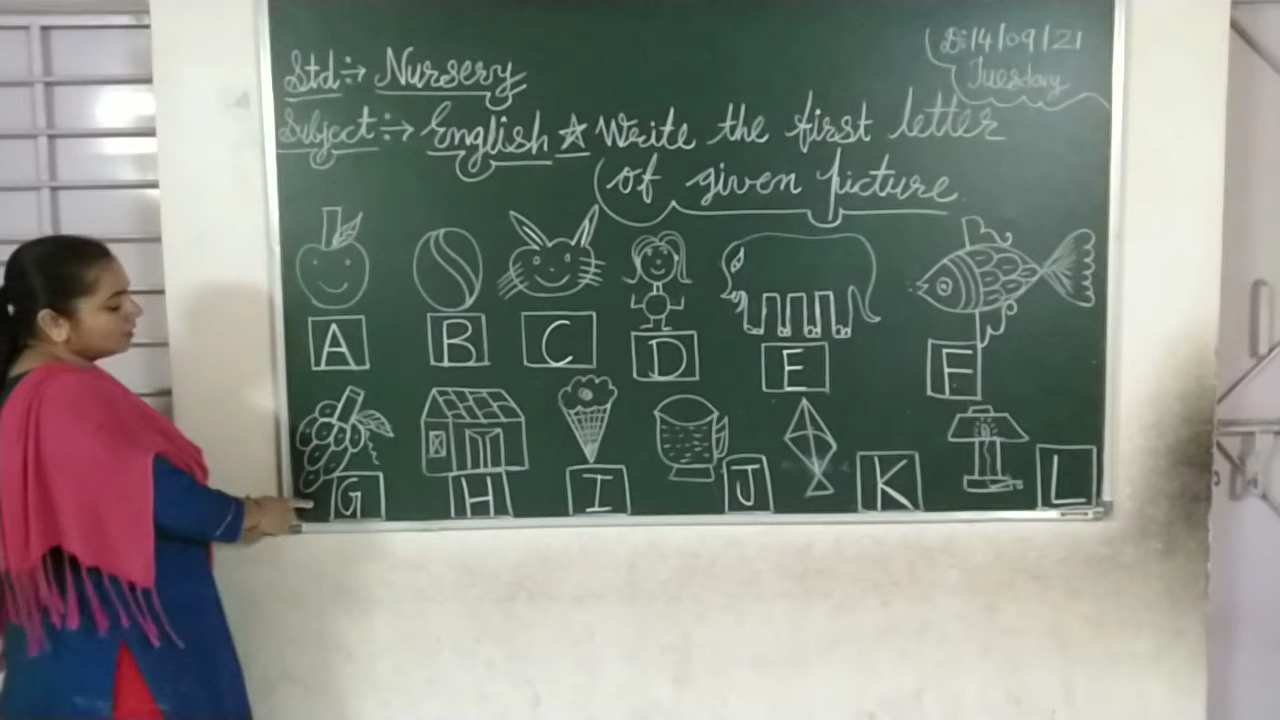 D:14/09/21
Tuesday
Std :→ Nursery
Subject :→ English ☆ Write the first letter
of given picture
A B C D E F
G H I J K L